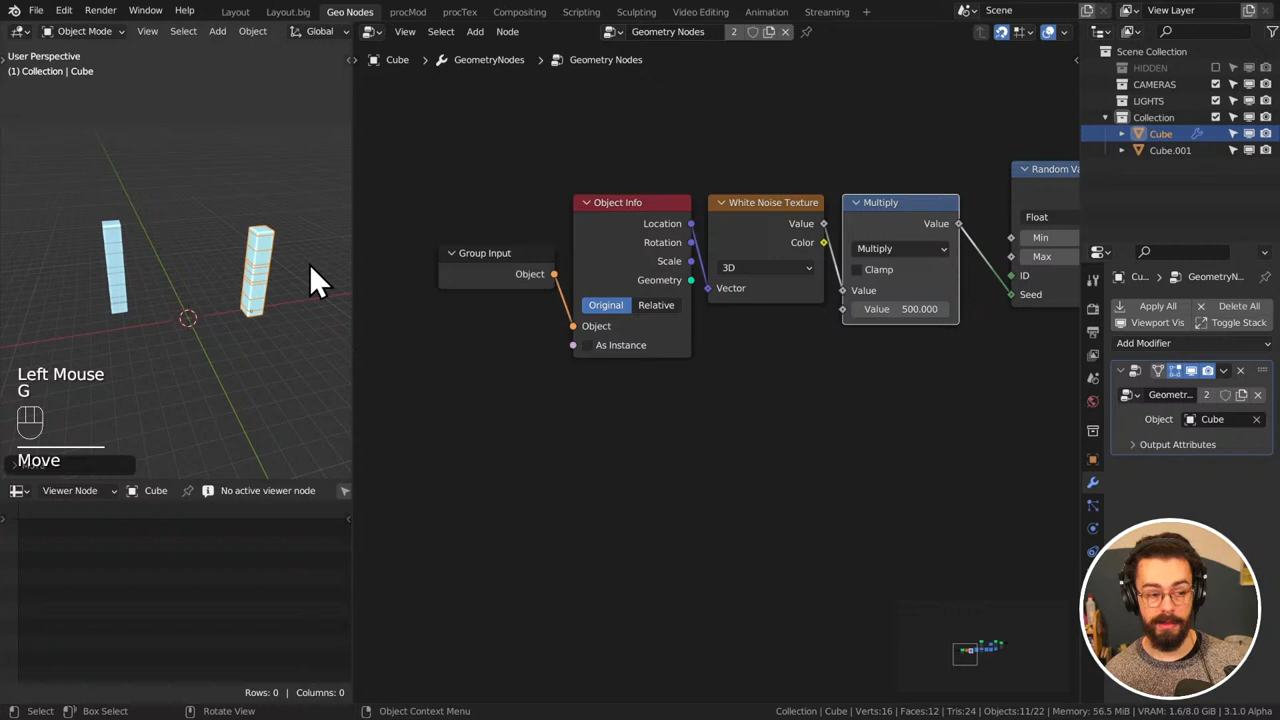 File Edit Render Window Help
Layout Layout.big Geo Nodes procMod procTex Compositing Scripting Sculpting Video Editing Animation Streaming +
Scene View Layer
Object Mode View Select Add Object Global
View Select Add Node Geometry Nodes 2
User Perspective
(1) Collection | Cube
Cube > GeometryNodes > Geometry Nodes
Scene Collection
HIDDEN
CAMERAS
LIGHTS
Collection
Cube
Cube.001
Group Input
Object
Object Info
Location
Rotation
Scale
Geometry
Original Relative
Object
As Instance
White Noise Texture
Value
Color
3D
Vector
Multiply
Value
Multiply
Clamp
Value
Value 500.000
Random Va
Float
Min
Max
ID
Seed
Cu... > GeometryN...
Apply All Delete All
Viewport Vis Toggle Stack
Add Modifier
Geometr... 2
Object Cube
Output Attributes
Left Mouse
G
Move
Viewer Node Cube No active viewer node
Rows: 0 | Columns: 0
Select Box Select Rotate View Object Context Menu
Collection | Cube | Verts:16 | Faces:12 | Tris:24 | Objects:11/22 | Memory: 56.5 MiB | VRAM: 1.6/8.0 GiB | 3.1.0 Alpha